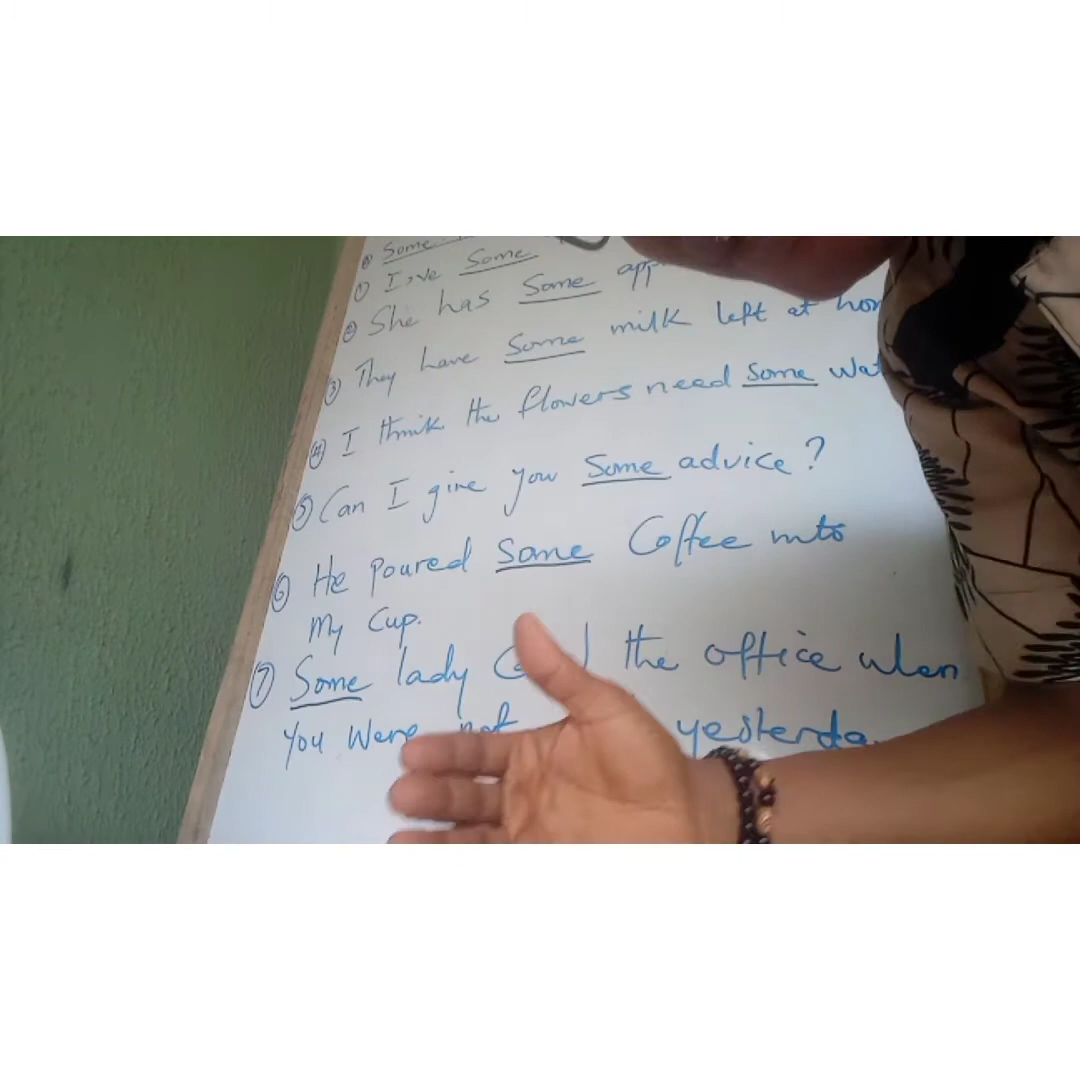 Some
① I've Some
② She has Some
③ They have Some milk left at
④ I think the flowers need Some
⑤ Can I give you Some advice?
⑥ He poured Some Coffee into
My Cup.
⑦ Some lady the office when
You Were not